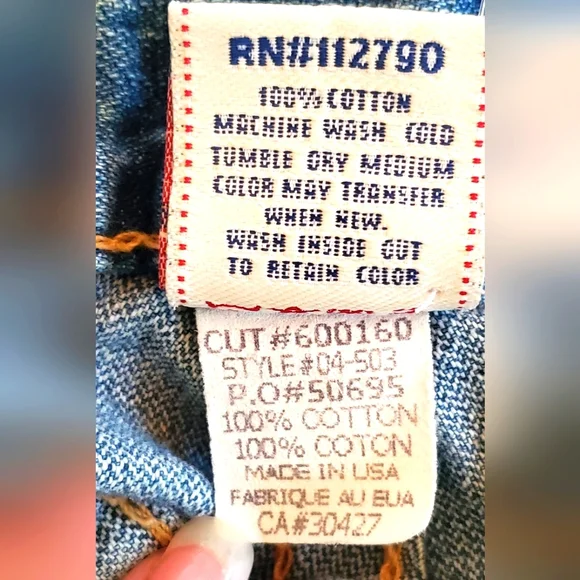 RN#112790
100% COTTON
MACHINE WASH COLD
TUMBLE DRY MEDIUM
COLOR MAY TRANSFER
WHEN NEW.
WASH INSIDE OUT
TO RETAIN COLOR
CUT#600160
STYLE#04-503
P.O#50695
100% COTTON
100% COTON
MADE IN USA
FABRIQUE AU EUA
CA#30427